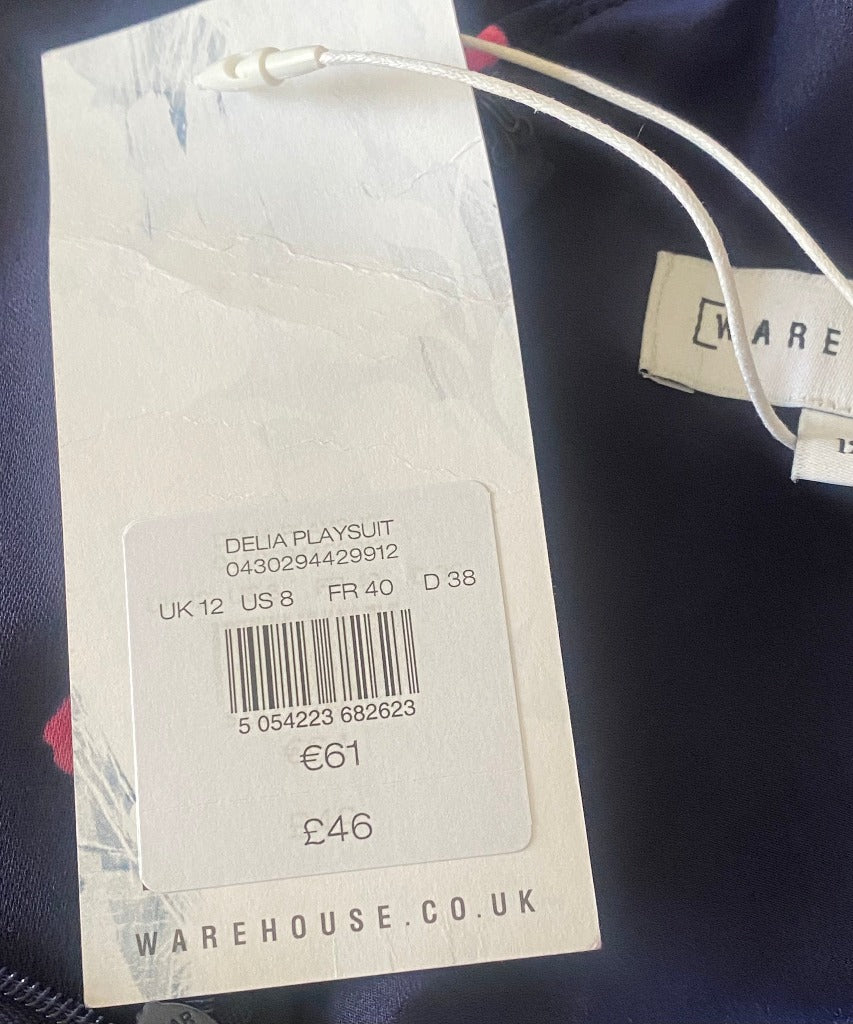 DELIA PLAYSUIT
0430294429912
UK 12 US 8 FR 40 D 38
5 054223 682623
€61
£46
WAREHOUSE.CO.UK
WARE